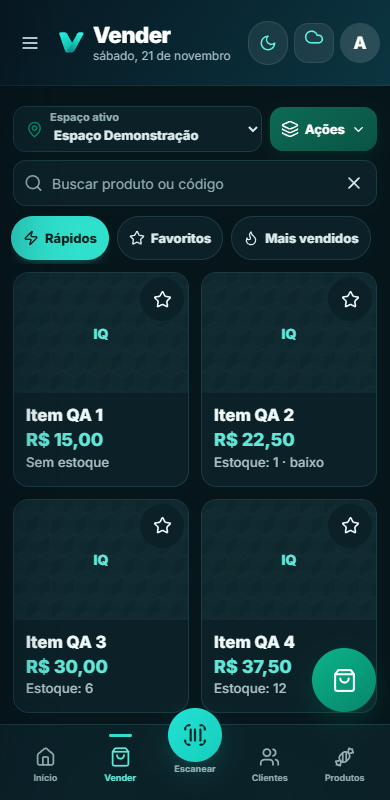 Vender
sábado, 21 de novembro
A
Espaço ativo
Espaço Demonstração
Ações
Buscar produto ou código
Rápidos
Favoritos
Mais vendidos
IQ
IQ
Item QA 1
R$ 15,00
Sem estoque
Item QA 2
R$ 22,50
Estoque: 1 · baixo
IQ
IQ
Item QA 3
R$ 30,00
Estoque: 6
Item QA 4
R$ 37,50
Estoque: 12
Início
Vender
Escanear
Clientes
Produtos